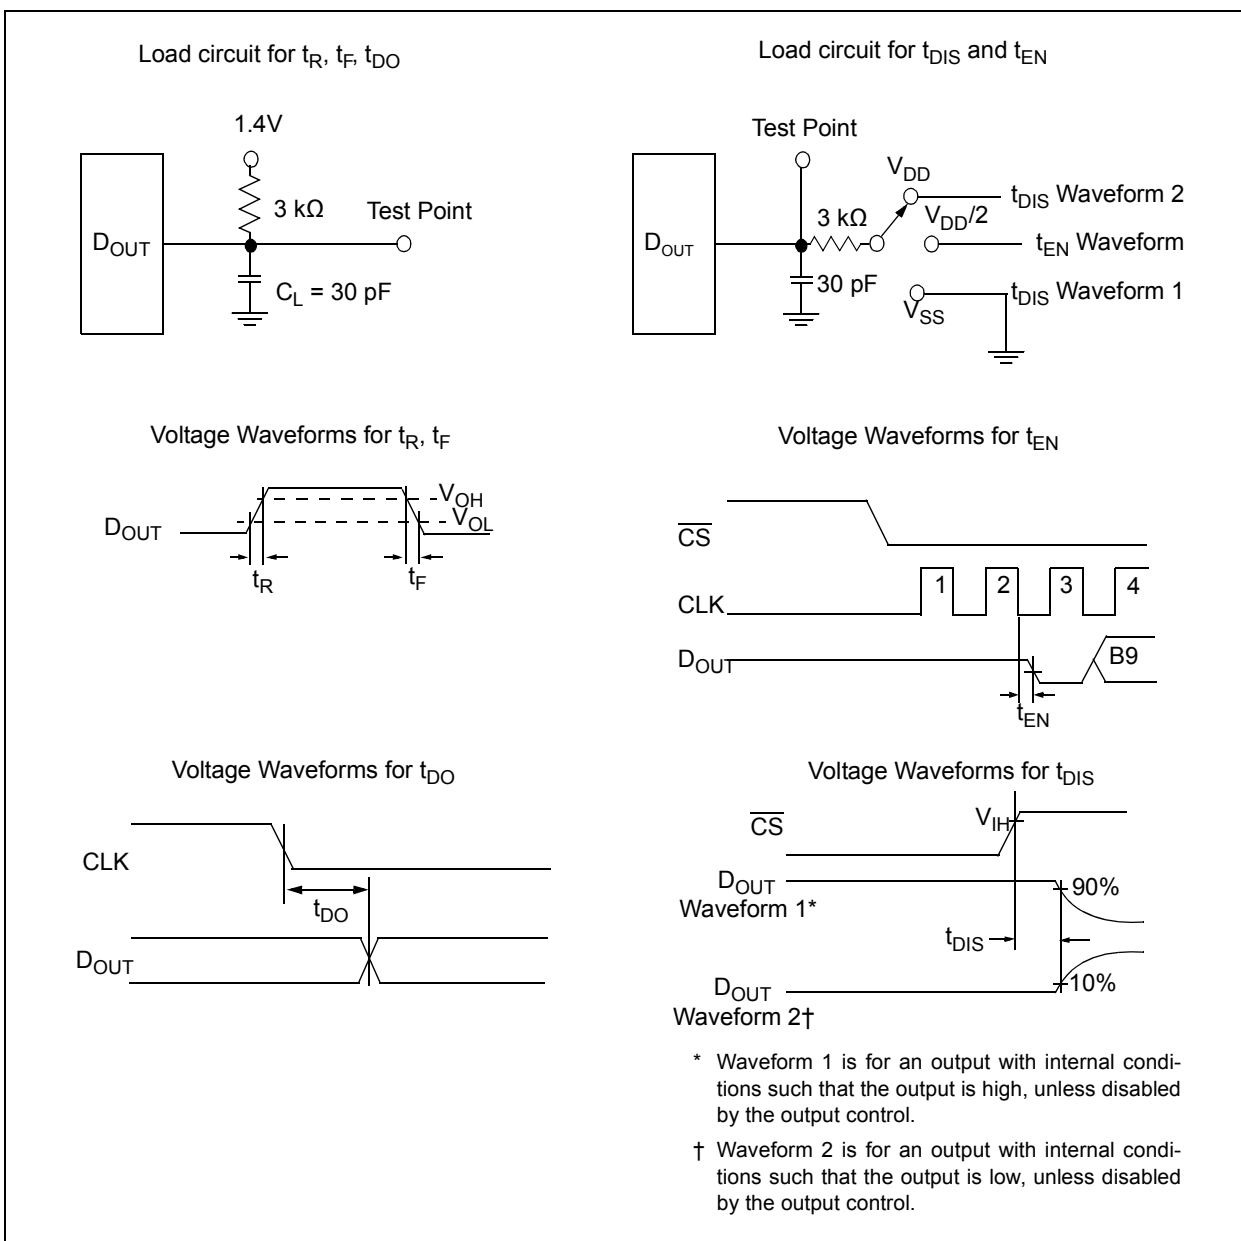 Load circuit for tR, tF, tDO
1.4V
3 kΩ
Test Point
DOUT
CL = 30 pF
Load circuit for tDIS and tEN
Test Point
VDD
tDIS Waveform 2
3 kΩ
VDD/2
DOUT
tEN Waveform
30 pF
tDIS Waveform 1
VSS
Voltage Waveforms for tR, tF
VOH
VOL
DOUT
tR
tF
Voltage Waveforms for tEN
CS
1 2 3 4
CLK
DOUT
B9
tEN
Voltage Waveforms for tDO
CLK
tDO
DOUT
Voltage Waveforms for tDIS
VIH
CS
DOUT
90%
Waveform 1*
tDIS
DOUT
10%
Waveform 2†
* Waveform 1 is for an output with internal condi-
tions such that the output is high, unless disabled
by the output control.
† Waveform 2 is for an output with internal condi-
tions such that the output is low, unless disabled
by the output control.